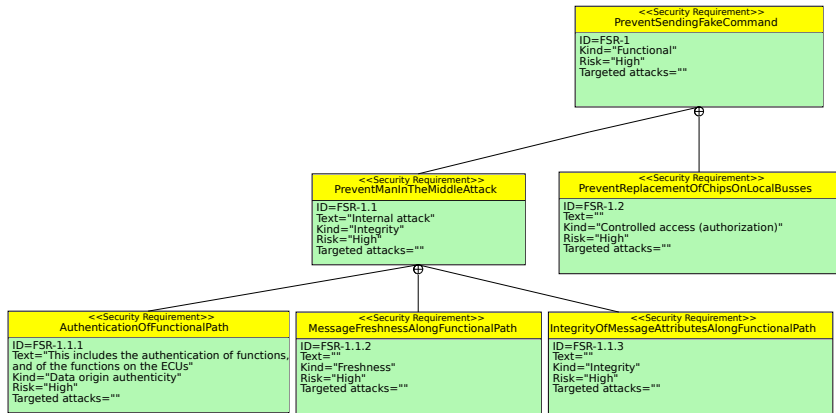 <<Security Requirement>>
PreventSendingFakeCommand
ID=FSR-1
Kind="Functional"
Risk="High"
Targeted attacks=""
<<Security Requirement>>
PreventManInTheMiddleAttack
ID=FSR-1.1
Text="Internal attack"
Kind="Integrity"
Risk="High"
Targeted attacks=""
<<Security Requirement>>
PreventReplacementOfChipsOnLocalBusses
ID=FSR-1.2
Text=""
Kind="Controlled access (authorization)"
Risk="High"
Targeted attacks=""
<<Security Requirement>>
AuthenticationOfFunctionalPath
ID=FSR-1.1.1
Text="This includes the authentication of functions,
and of the functions on the ECUs"
Kind="Data origin authenticity"
Risk="High"
Targeted attacks=""
<<Security Requirement>>
MessageFreshnessAlongFunctionalPath
ID=FSR-1.1.2
Text=""
Kind="Freshness"
Risk="High"
Targeted attacks=""
<<Security Requirement>>
IntegrityOfMessageAttributesAlongFunctionalPath
ID=FSR-1.1.3
Text=""
Kind="Integrity"
Risk="High"
Targeted attacks=""